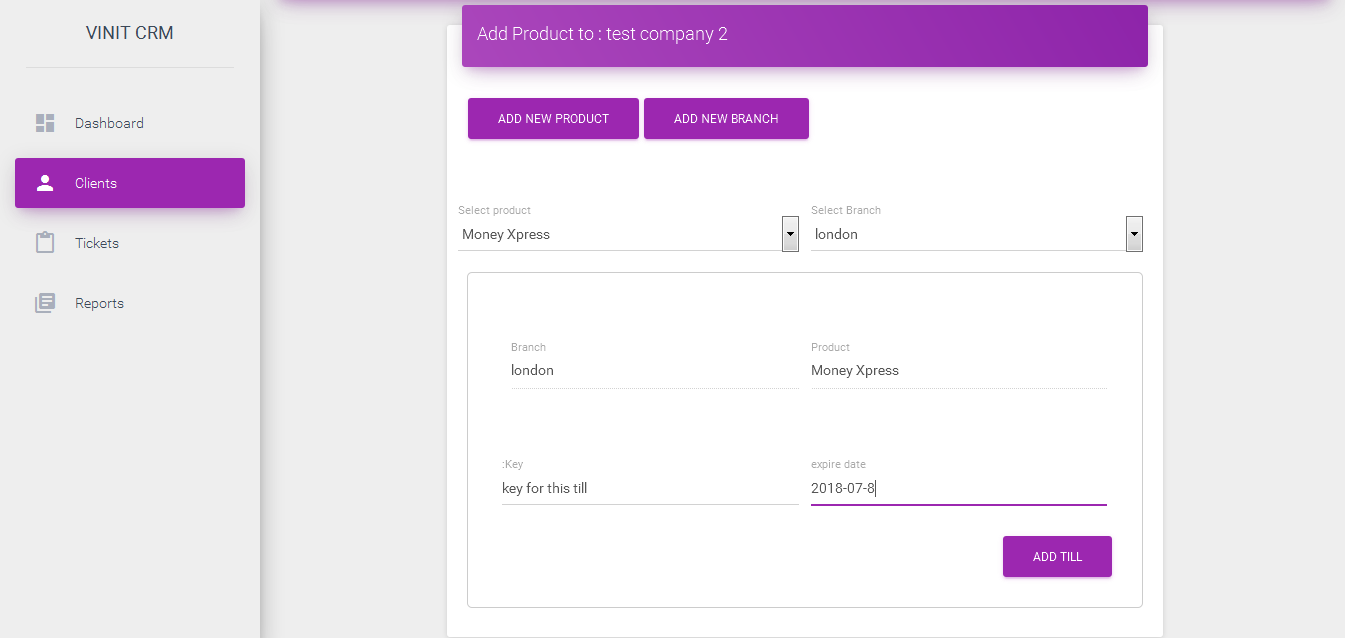 VINIT CRM
Dashboard
Clients
Tickets
Reports
Add Product to : test company 2
ADD NEW PRODUCT ADD NEW BRANCH
Select product Select Branch
Money Xpress london
Branch Product
london Money Xpress
:Key expire date
key for this till 2018-07-8
ADD TILL